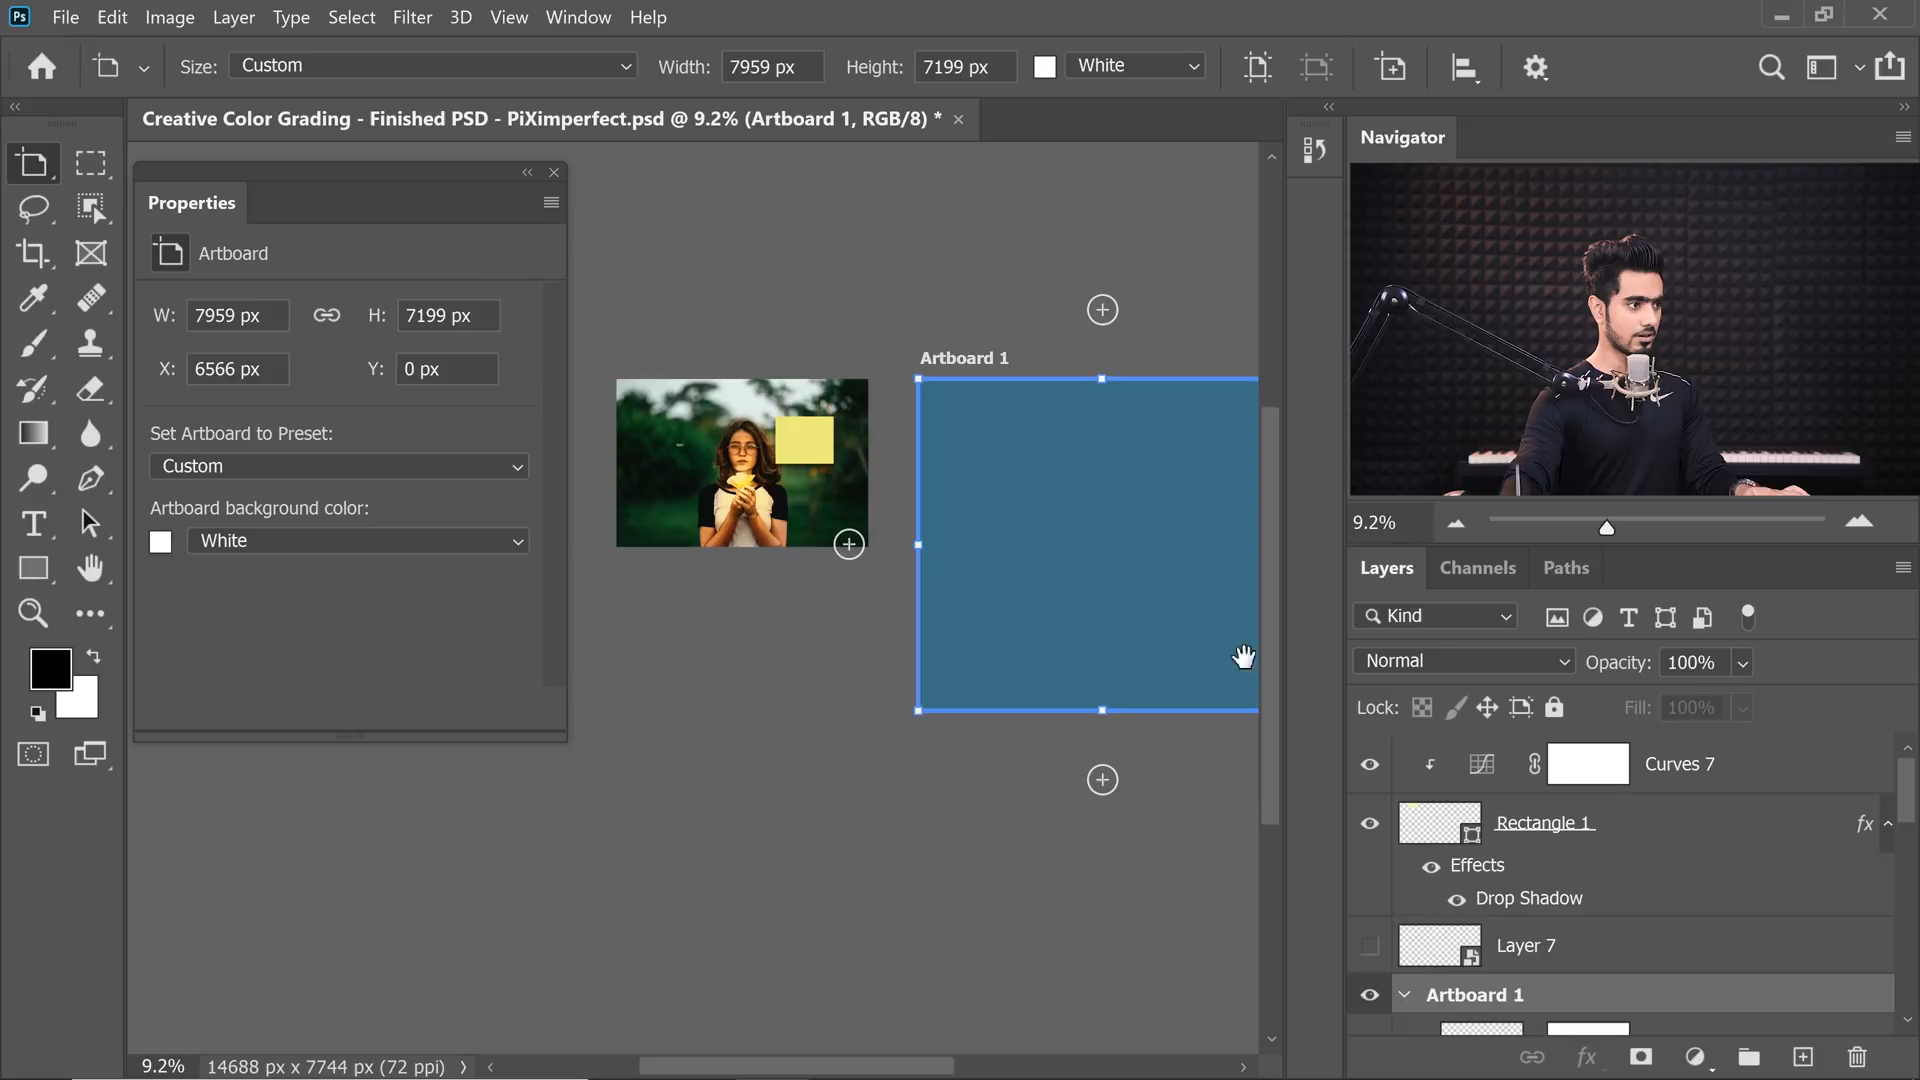 Ps File Edit Image Layer Type Select Filter 3D View Window Help
Size: Custom Width: 7959 px Height: 7199 px White
Creative Color Grading - Finished PSD - PiXimperfect.psd @ 9.2% (Artboard 1, RGB/8) *
Properties
Artboard
W: 7959 px H: 7199 px
X: 6566 px Y: 0 px
Set Artboard to Preset:
Custom
Artboard background color:
White
Artboard 1
Navigator
9.2%
Layers Channels Paths
Kind
Normal Opacity: 100%
Lock: Fill: 100%
Curves 7
Rectangle 1 fx
Effects
Drop Shadow
Layer 7
Artboard 1
fx
9.2% 14688 px x 7744 px (72 ppi)